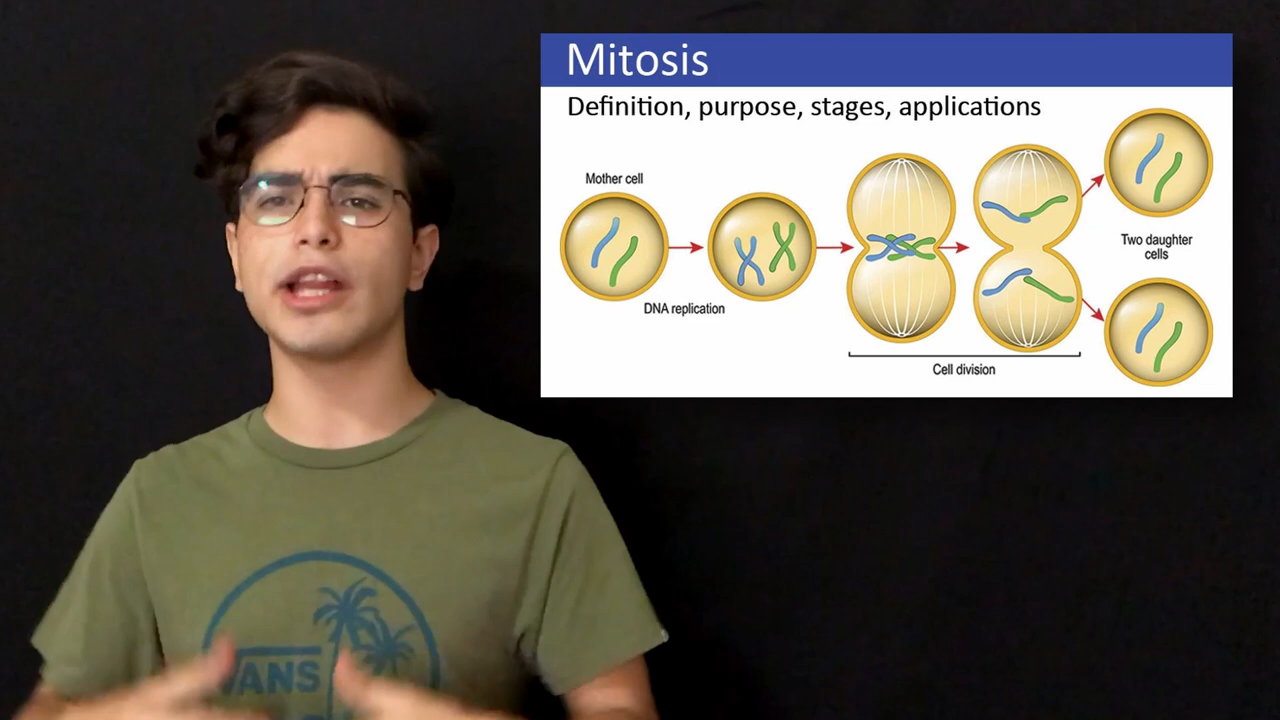 Mitosis
Definition, purpose, stages, applications
Mother cell
DNA replication
Cell division
Two daughter
cells
VANS